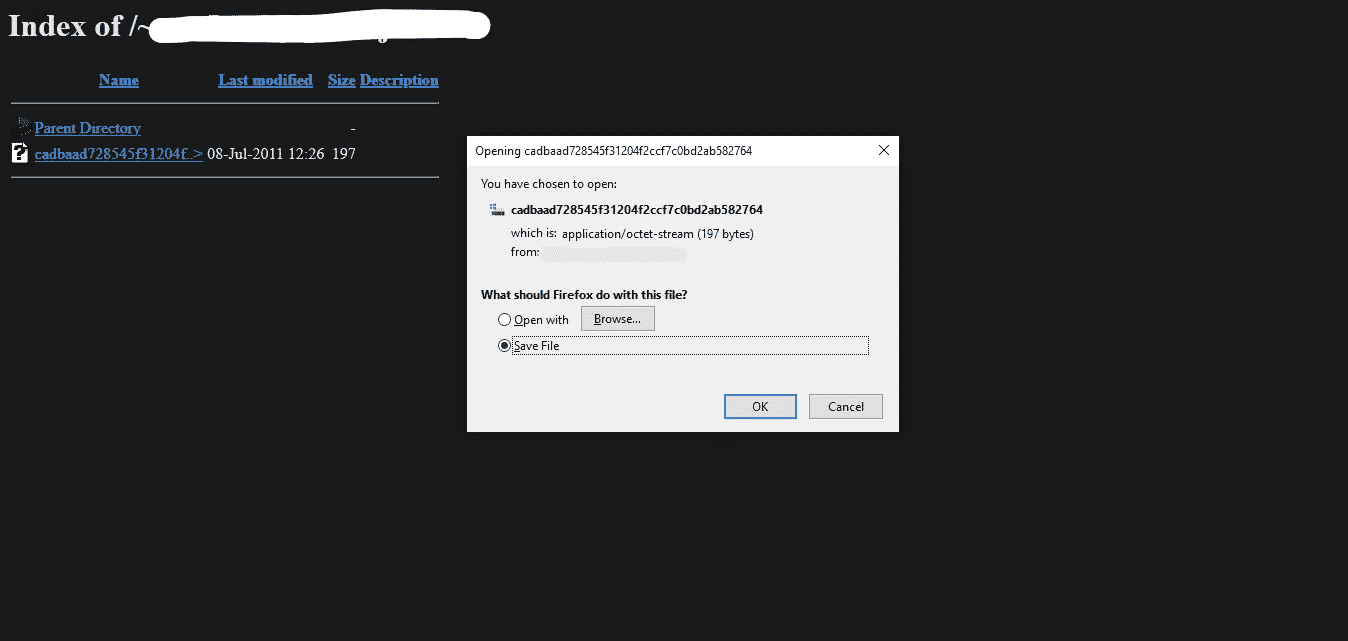 Index of /~
Name Last modified Size Description
Parent Directory -
cadbaad728545f31204f..> 08-Jul-2011 12:26 197
Opening cadbaad728545f31204f2ccf7c0bd2ab582764
You have chosen to open:
cadbaad728545f31204f2ccf7c0bd2ab582764
which is: application/octet-stream (197 bytes)
from:
What should Firefox do with this file?
Open with Browse...
Save File
OK Cancel